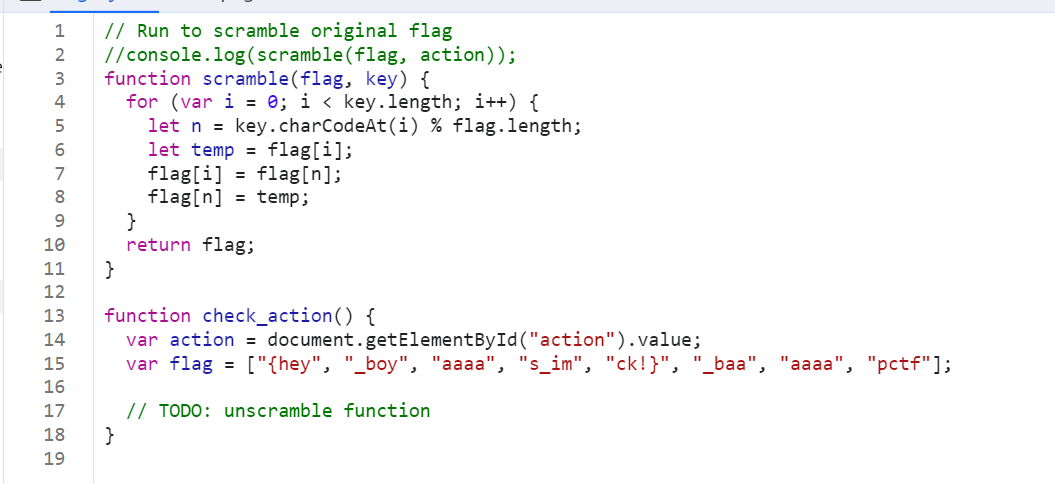 1 // Run to scramble original flag
2 //console.log(scramble(flag, action));
3 function scramble(flag, key) {
4   for (var i = 0; i < key.length; i++) {
5     let n = key.charCodeAt(i) % flag.length;
6     let temp = flag[i];
7     flag[i] = flag[n];
8     flag[n] = temp;
9   }
10   return flag;
11 }
12
13 function check_action() {
14   var action = document.getElementById("action").value;
15   var flag = ["{hey", "_boy", "aaaa", "s_im", "ck!}", "_baa", "aaaa", "pctf"];
16
17   // TODO: unscramble function
18 }
19